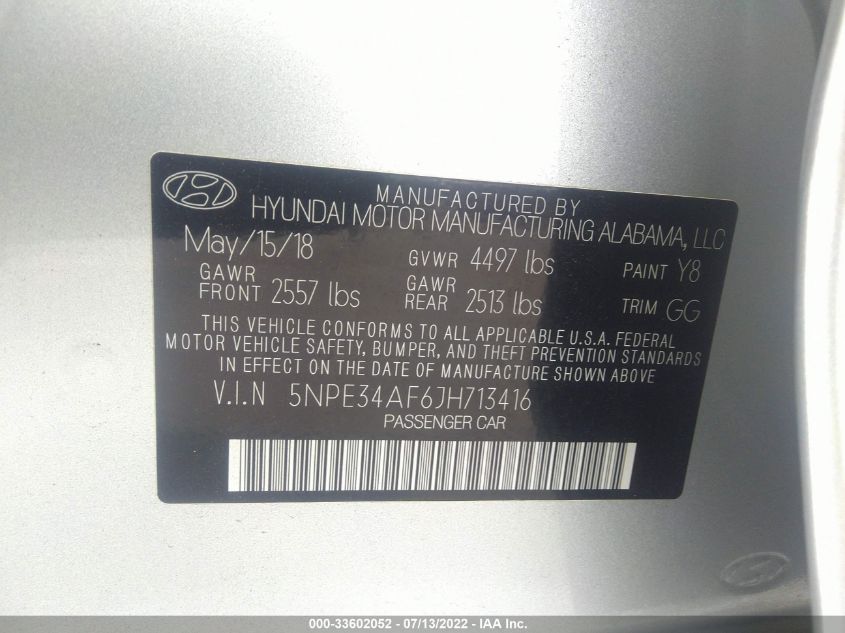 MANUFACTURED BY
HYUNDAI MOTOR MANUFACTURING ALABAMA, LLC
May/15/18 GVWR 4497 lbs PAINT Y8
GAWR FRONT 2557 lbs GAWR REAR 2513 lbs TRIM GG
THIS VEHICLE CONFORMS TO ALL APPLICABLE U.S.A. FEDERAL
MOTOR VEHICLE SAFETY, BUMPER, AND THEFT PREVENTION STANDARDS
IN EFFECT ON THE DATE OF MANUFACTURE SHOWN ABOVE
V.I.N 5NPE34AF6JH713416
PASSENGER CAR
000-33602052 - 07/13/2022 - IAA Inc.